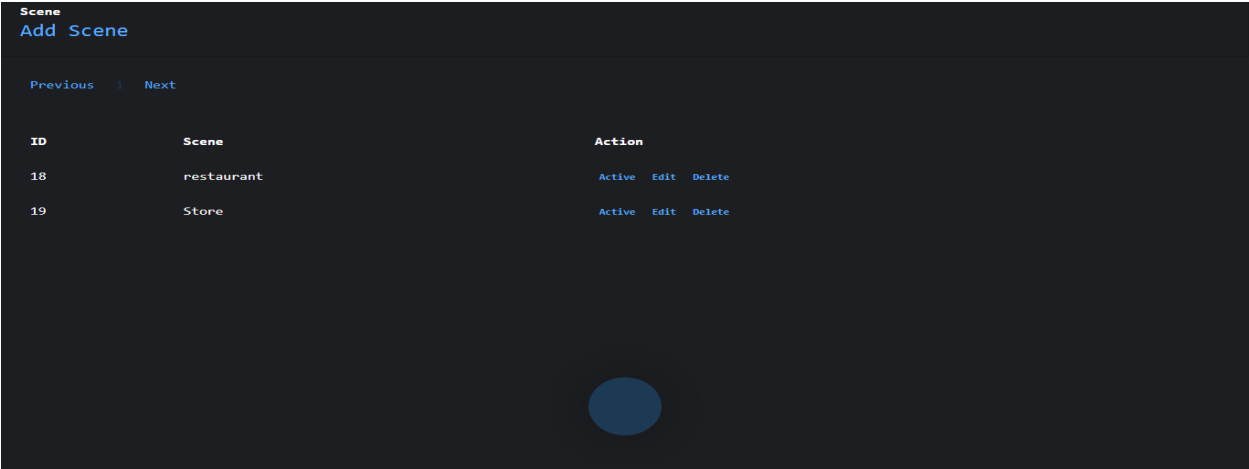 Scene
Add Scene
Previous 1 Next
ID Scene Action
18 restaurant Active Edit Delete
19 Store Active Edit Delete